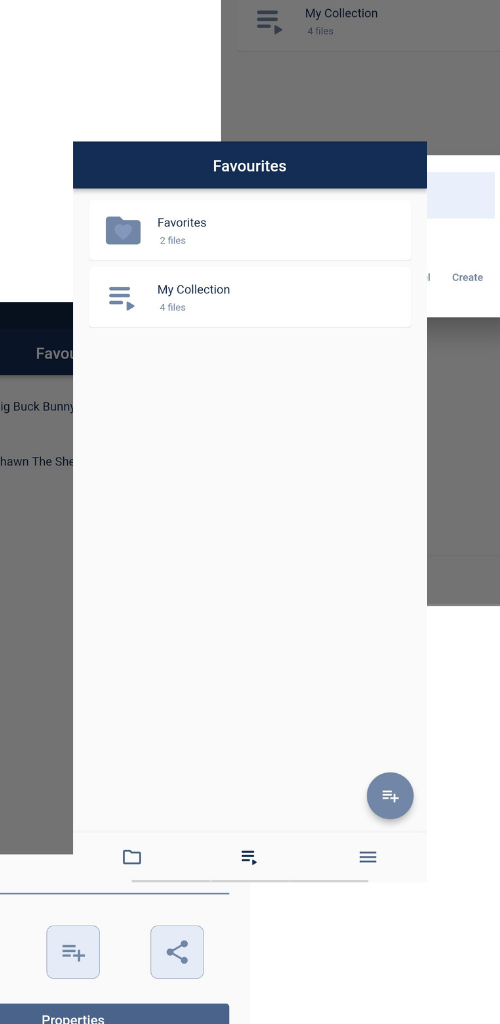 My Collection
4 files
Favourites
Favorites
2 files
My Collection
4 files
Create
Favou
ig Buck Bunny
hawn The She
Properties